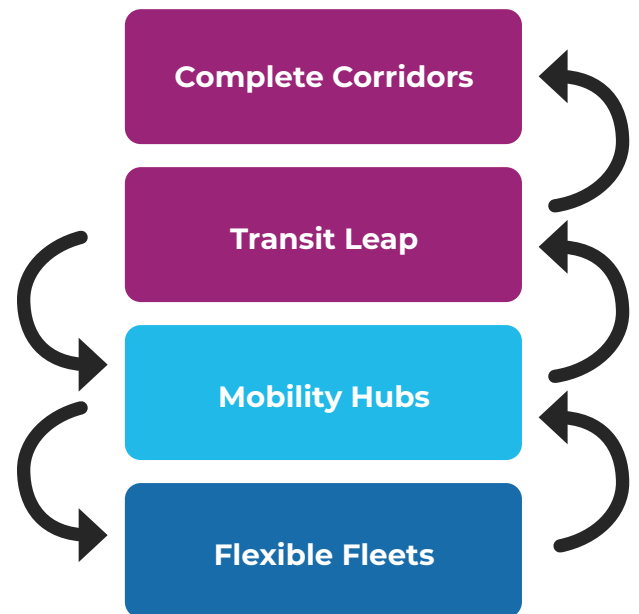 Complete Corridors
Transit Leap
Mobility Hubs
Flexible Fleets